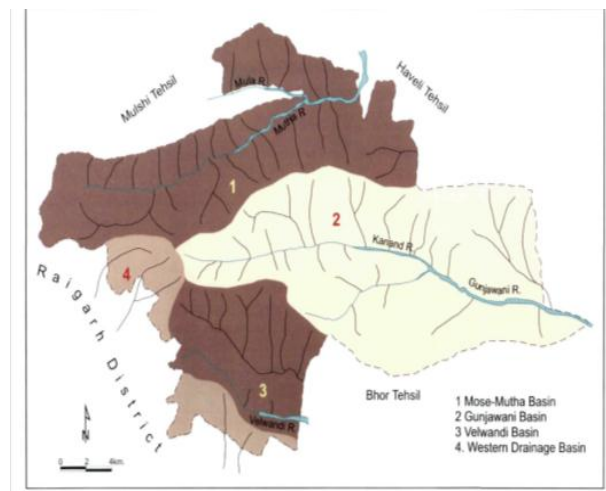 Mulshi Tehsil
Haveli Tehsil
Mula R.
Mutha R.
1
2
Kanand R.
Gunjawani R.
4
Raigarh District
3
Velwandi R.
Bhor Tehsil
N
0 2 4km.
1 Mose-Mutha Basin
2 Gunjawani Basin
3 Velwandi Basin
4. Western Drainage Basin